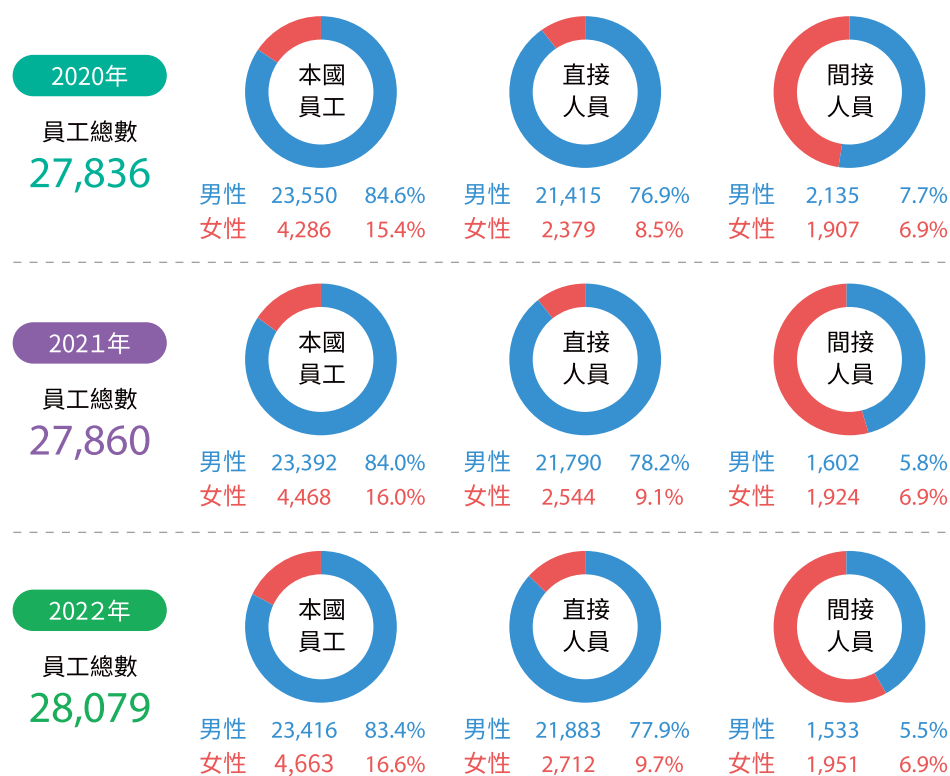 2020年
員工總數
27,836
本國
員工
男性 23,550 84.6%
女性 4,286 15.4%
直接
人員
男性 21,415 76.9%
女性 2,379 8.5%
間接
人員
男性 2,135 7.7%
女性 1,907 6.9%
2021年
員工總數
27,860
本國
員工
男性 23,392 84.0%
女性 4,468 16.0%
直接
人員
男性 21,790 78.2%
女性 2,544 9.1%
間接
人員
男性 1,602 5.8%
女性 1,924 6.9%
2022年
員工總數
28,079
本國
員工
男性 23,416 83.4%
女性 4,663 16.6%
直接
人員
男性 21,883 77.9%
女性 2,712 9.7%
間接
人員
男性 1,533 5.5%
女性 1,951 6.9%